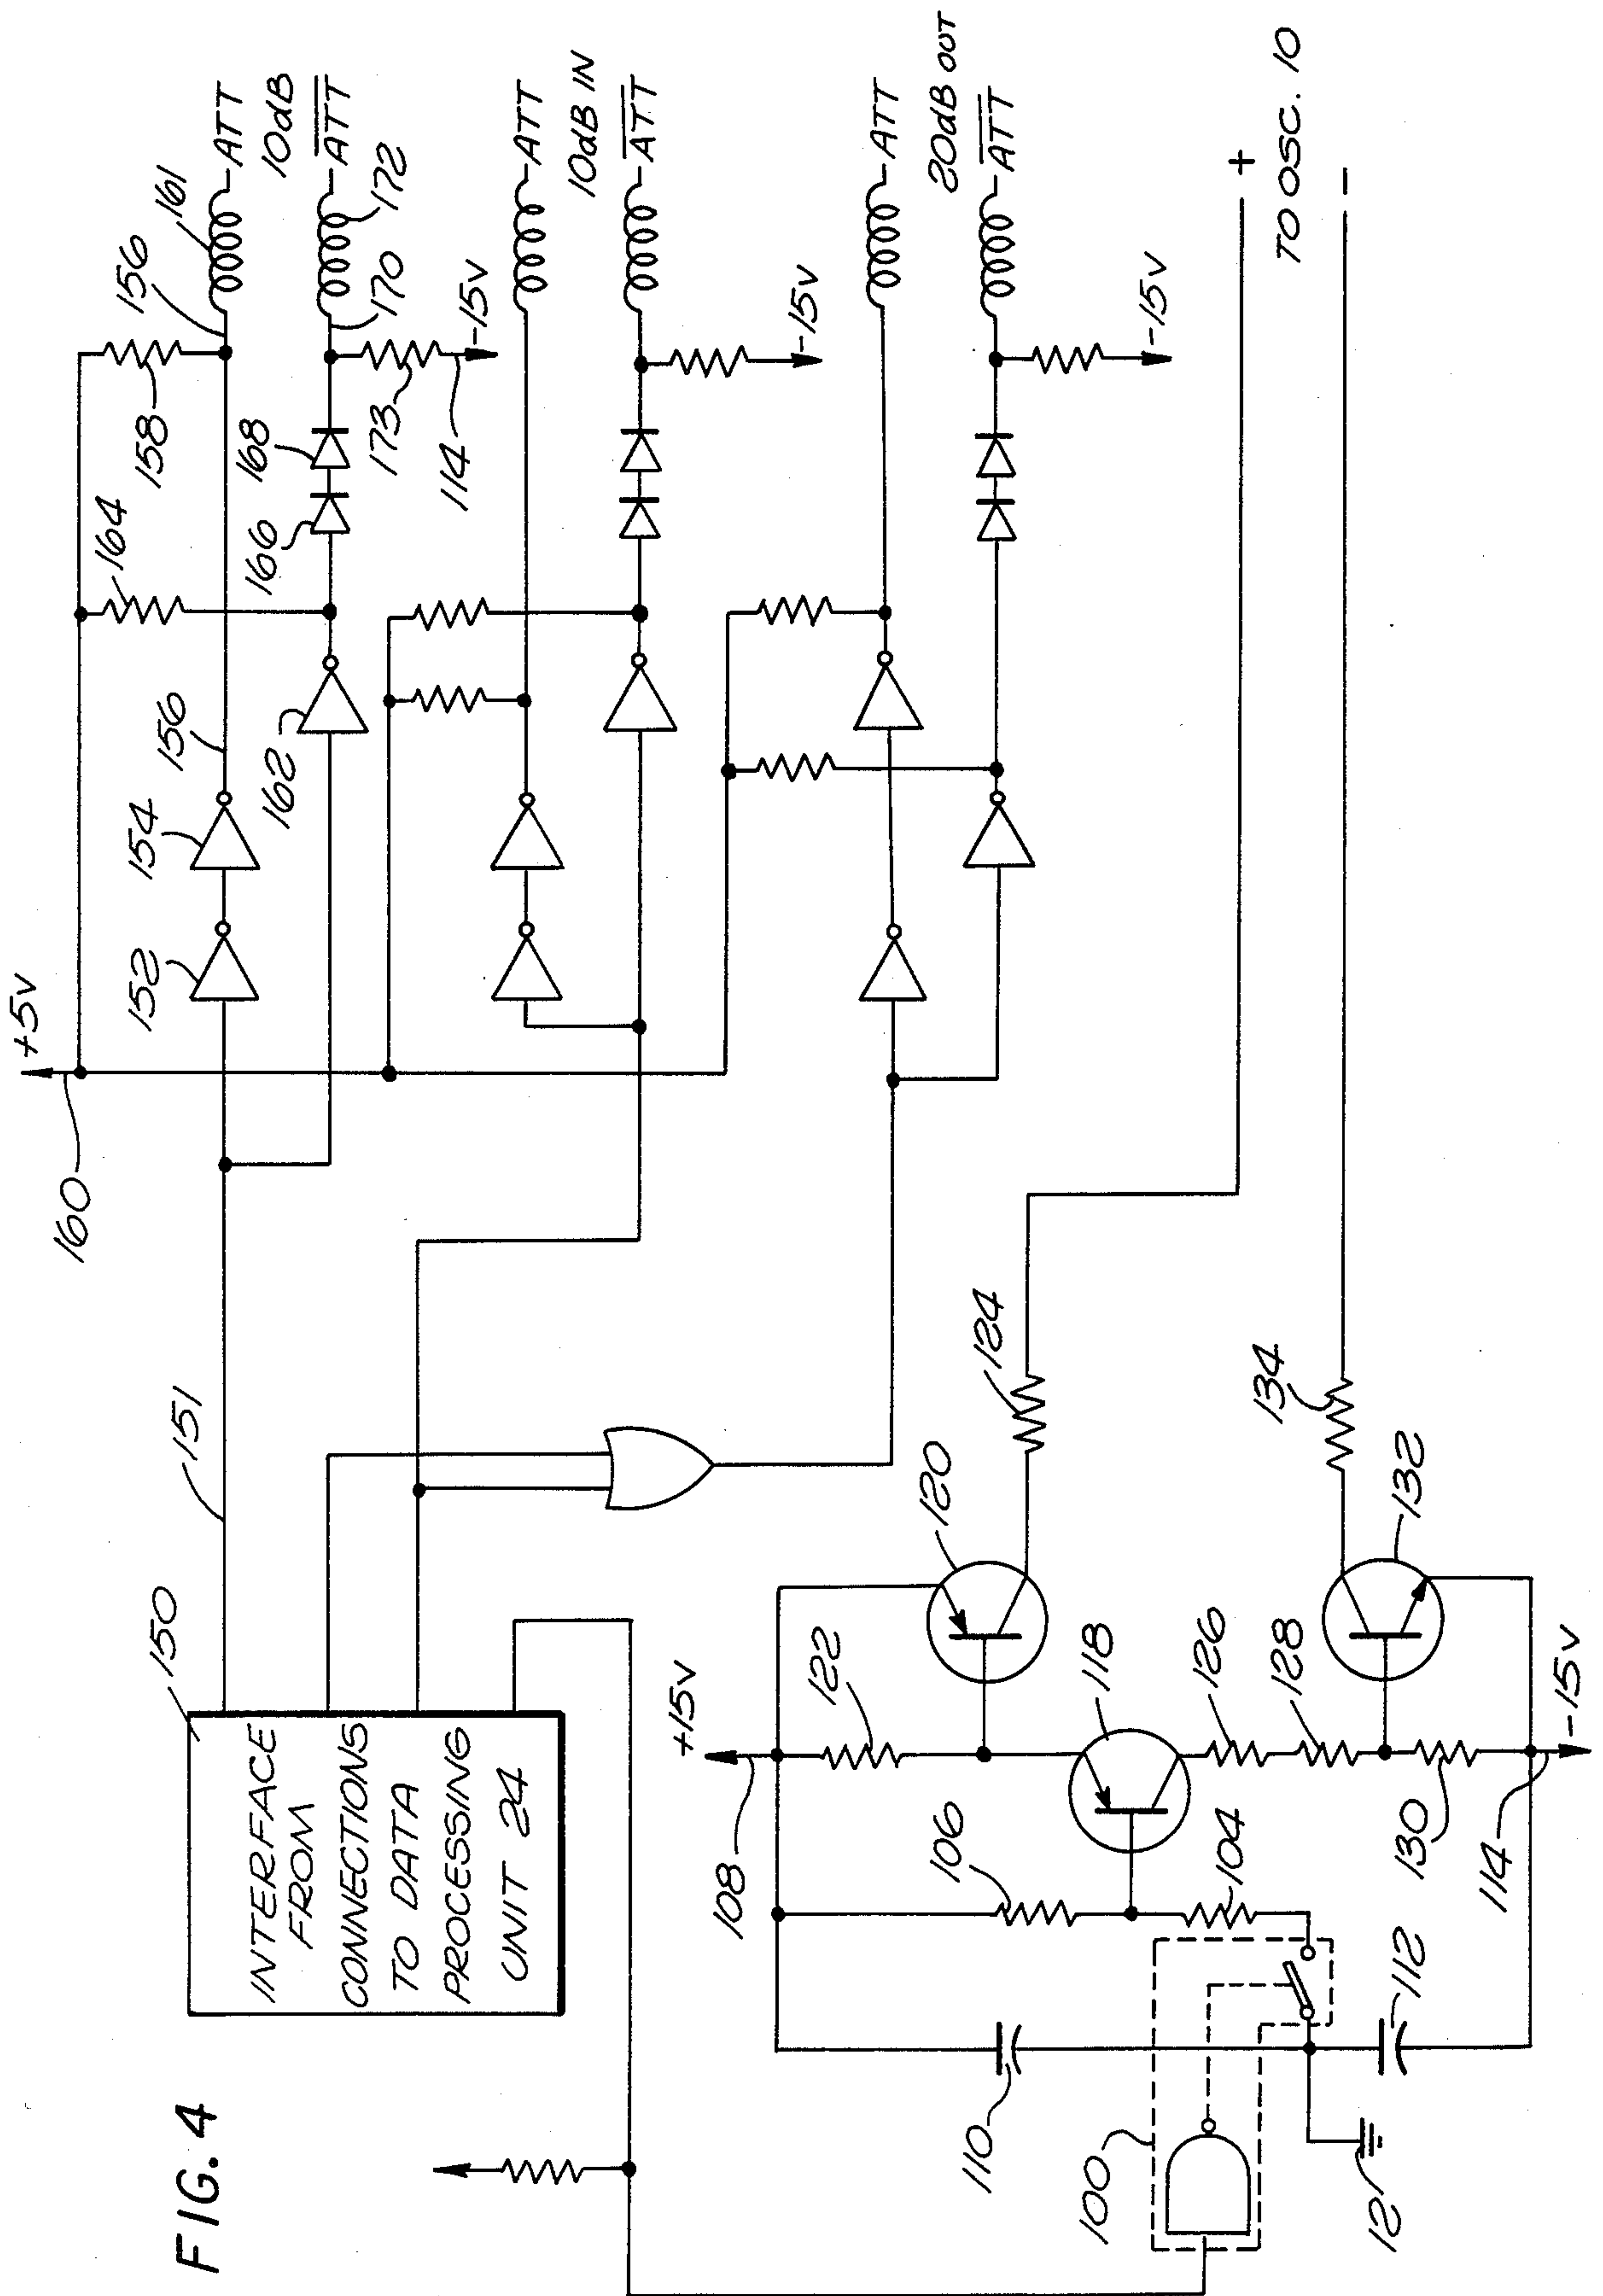 FIG. 4
150
INTERFACE
FROM
CONNECTIONS
TO DATA
PROCESSING
UNIT 24
151
160
+5V
152
154
156
158
156
161
ATT
10dB
162
164
166
168
170
172
ATT
173
114
-15V
ATT
10dB IN
ATT
-15V
ATT
20dB OUT
ATT
-15V
+
TO OSC. 10
-
+15V
108
122
120
124
118
106
104
126
128
134
132
130
114
-15V
110
112
100
12